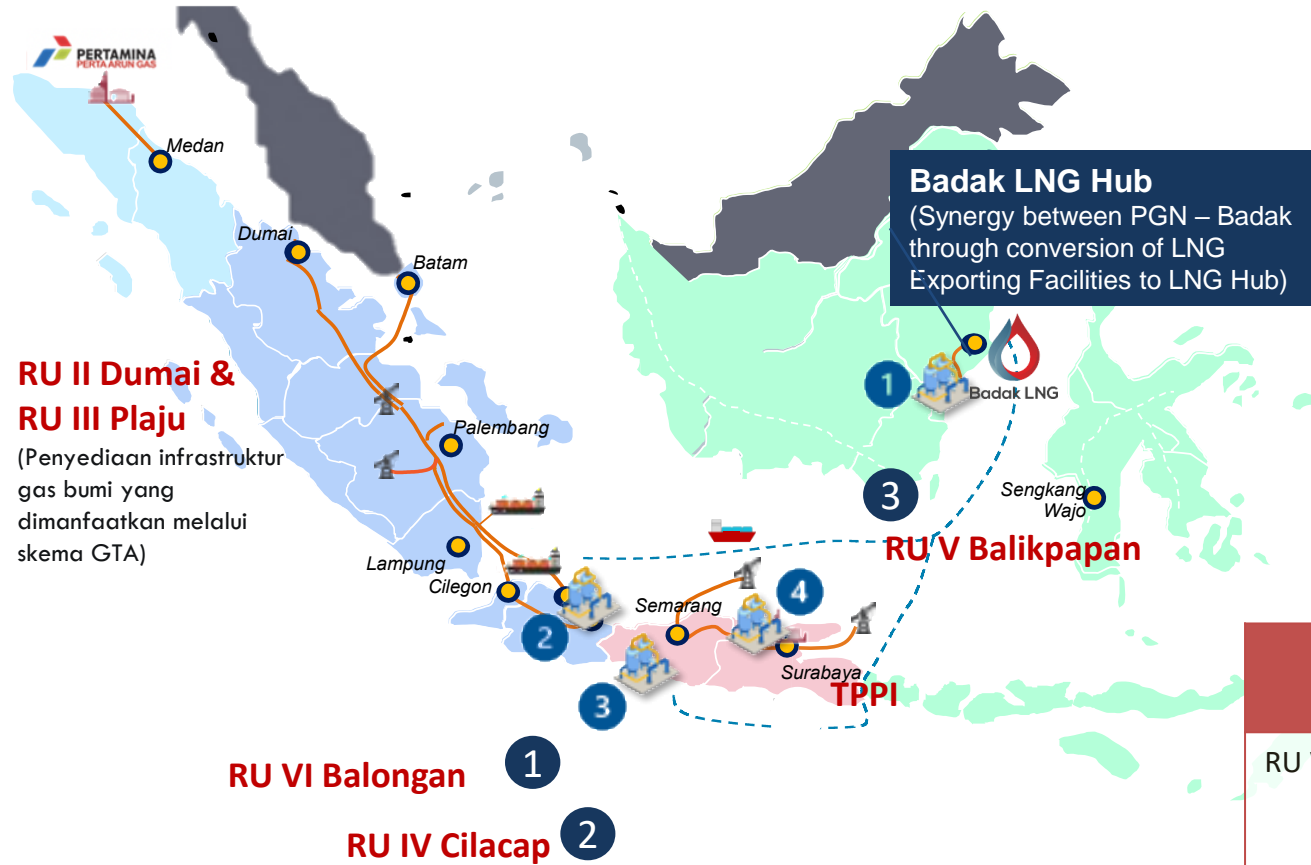 PERTAMINA
PERTA ARUN GAS
Medan
Dumai
Batam
Badak LNG Hub
(Synergy between PGN – Badak
through conversion of LNG
Exporting Facilities to LNG Hub)
RU II Dumai &
RU III Plaju
(Penyediaan infrastruktur
gas bumi yang
dimanfaatkan melalui
skema GTA)
1
Badak LNG
Palembang
3
Sengkang
Wajo
RU V Balikpapan
Lampung
Cilegon
Semarang
4
2
Surabaya
TPPI
3
RU VI Balongan
1
RU IV Cilacap
2
RU